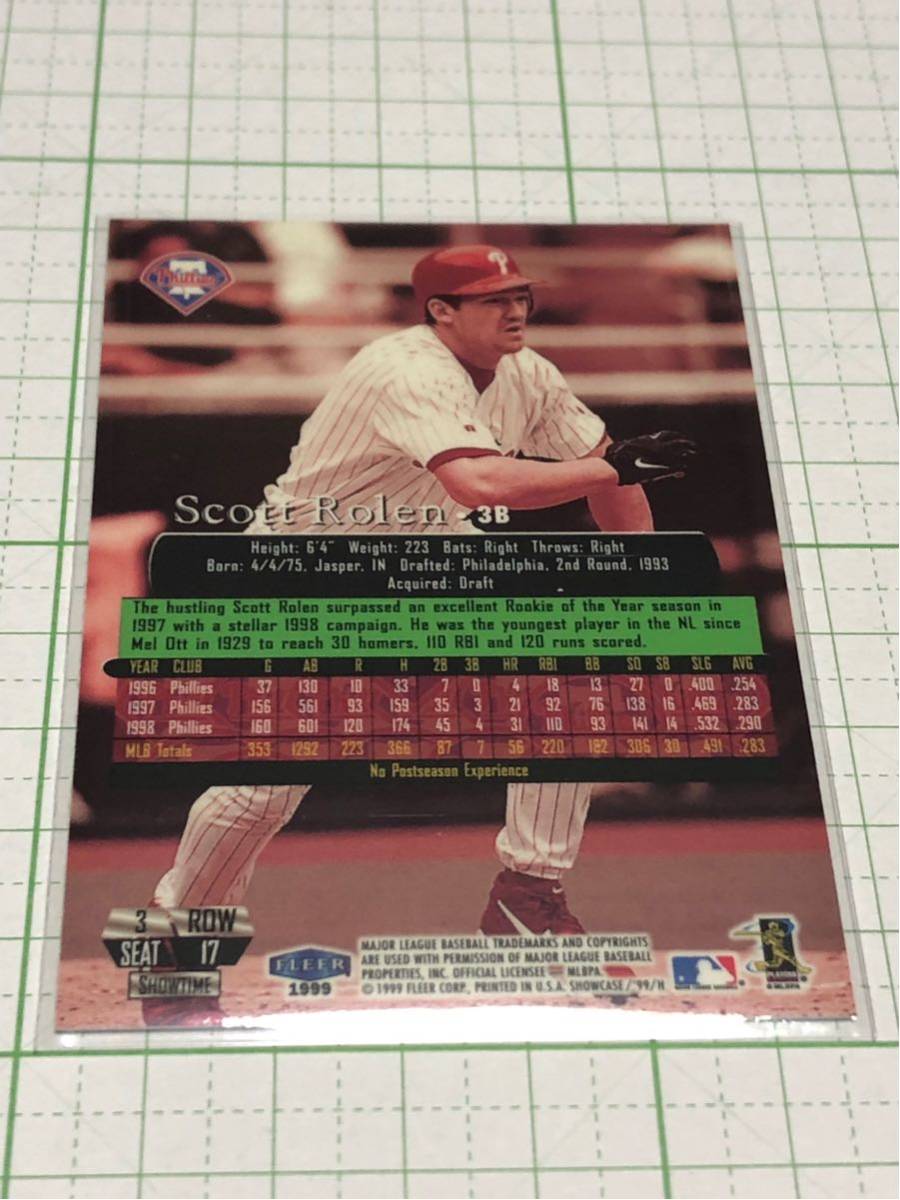 Phillies
P
Scott Rolen - 3B
Height: 6'4" Weight: 223 Bats: Right Throws: Right
Born: 4/4/75, Jasper, IN Drafted: Philadelphia, 2nd Round, 1993
Acquired: Draft
The hustling Scott Rolen surpassed an excellent Rookie of the Year season in
1997 with a stellar 1998 campaign. He was the youngest player in the NL since
Mel Ott in 1929 to reach 30 homers, 110 RBI and 120 runs scored.
YEAR CLUB G AB R H 2B 3B HR RBI BB SO SB SLG AVG
1996 Phillies 37 130 10 33 7 0 4 18 13 27 0 .400 .254
1997 Phillies 156 561 93 159 35 3 21 92 76 138 16 .469 .283
1998 Phillies 160 601 120 174 45 4 31 110 93 141 14 .532 .290
MLB Totals 353 1292 223 366 87 7 56 220 182 306 30 .491 .283
No Postseason Experience
3 ROW
SEAT 17
SHOWTIME
FLEER
1999
MAJOR LEAGUE BASEBALL TRADEMARKS AND COPYRIGHTS
ARE USED WITH PERMISSION OF MAJOR LEAGUE BASEBALL
PROPERTIES, INC. OFFICIAL LICENSEE MLBPA
© 1999 FLEER CORP., PRINTED IN U.S.A. SHOWCASE/'99/H
PLAYERS
© MLBPA